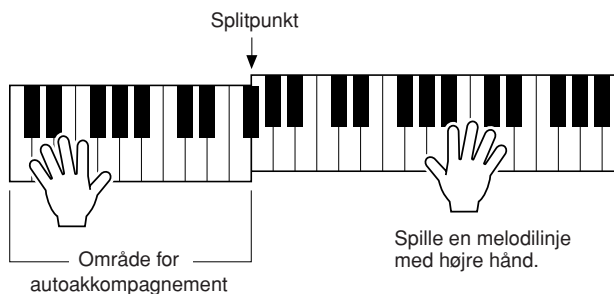 Splitpunkt
Område for
autoakkompagnement
Spille en melodilinje
med højre hånd.